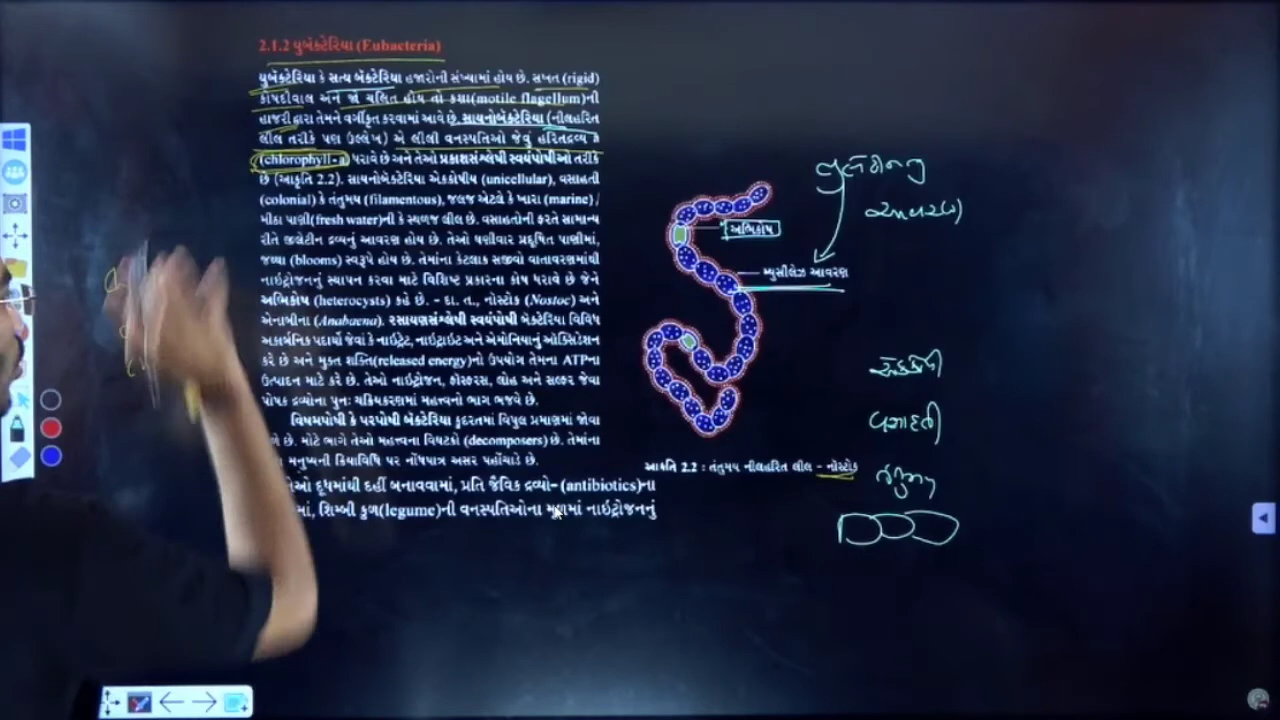 2.1.2 યુબૅક્ટેરિયા (Eubacteria)
યુબૅક્ટેરિયા કે સત્ય બૅક્ટેરિયા હજારોની સંખ્યામાં હોય છે. સખત (rigid)
કોષદીવાલ અને જો ચલિત હોય તો કશા(motile flagellum)ની
હાજરી દ્વારા તેમને વર્ગીકૃત કરવામાં આવે છે. સાયનોબૅક્ટેરિયા (નીલહરિત
લીલ તરીકે પણ ઉલ્લેખ) એ લીલી વનસ્પતિઓ જેવું હરિતદ્રવ્ય a
(chlorophyll - a) ધરાવે છે અને તેઓ પ્રકાશસંશ્લેષી સ્વયંપોષીઓ તરીકે
છે (આકૃતિ 2.2). સાયનોબૅક્ટેરિયા એકકોષીય (unicellular), વસાહતી
(colonial) કે તંતુમય (filamentous), જલજ એટલે કે ખારા (marine) /
મીઠા પાણી(fresh water)ની કે સ્થળજ લીલ છે. વસાહતોની ફરતે સામાન્ય
રીતે જીલેટીન દ્રવ્યનું આવરણ હોય છે. તેઓ ઘણીવાર પ્રદૂષિત પાણીમાં,
જથ્થા (blooms) સ્વરૂપે હોય છે. તેમાંના કેટલાક સજીવો વાતાવરણમાંથી
નાઇટ્રોજનનું સ્થાપન કરવા માટે વિશિષ્ટ પ્રકારના કોષ ધરાવે છે જેને
અભિકોષ (heterocysts) કહે છે. - દા. ત., નોસ્ટોક (Nostoc) અને
એનાબીના (Anabaena). રસાયણસંશ્લેષી સ્વયંપોષી બૅક્ટેરિયા વિવિધ
અકાર્બનિક પદાર્થો જેવાં કે નાઇટ્રેટ, નાઇટ્રાઇટ અને એમોનિયાનું ઑક્સિડેશન
કરે છે અને મુક્ત શક્તિ(released energy)નો ઉપયોગ તેમના ATPના
ઉત્પાદન માટે કરે છે. તેઓ નાઇટ્રોજન, ફૉસ્ફરસ, લોહ અને સલ્ફર જેવા
પોષક દ્રવ્યોના પુનઃ ચક્રિયકરણમાં મહત્ત્વનો ભાગ ભજવે છે.
વિષમપોષી કે પરપોષી બૅક્ટેરિયા કુદરતમાં વિપુલ પ્રમાણમાં જોવા
મળે છે. મોટે ભાગે તેઓ મહત્ત્વના વિઘટકો (decomposers) છે. તેમાંના
મનુષ્યની ક્રિયાવિધિ પર નોંધપાત્ર અસર પહોંચાડે છે.
તેઓ દૂધમાંથી દહીં બનાવવામાં, પ્રતિ જૈવિક દ્રવ્યો- (antibiotics)ના
શિમ્બી કુળ(legume)ની વનસ્પતિઓના મૂળમાં નાઇટ્રોજનનું
આવરણ
અભિકોષ
મ્યુસીલેઝ આવરણ
એકકોષી
વસાહતી
તંતુમય
આકૃતિ 2.2 : તંતુમય નીલહરિત લીલ - નોસ્ટોક